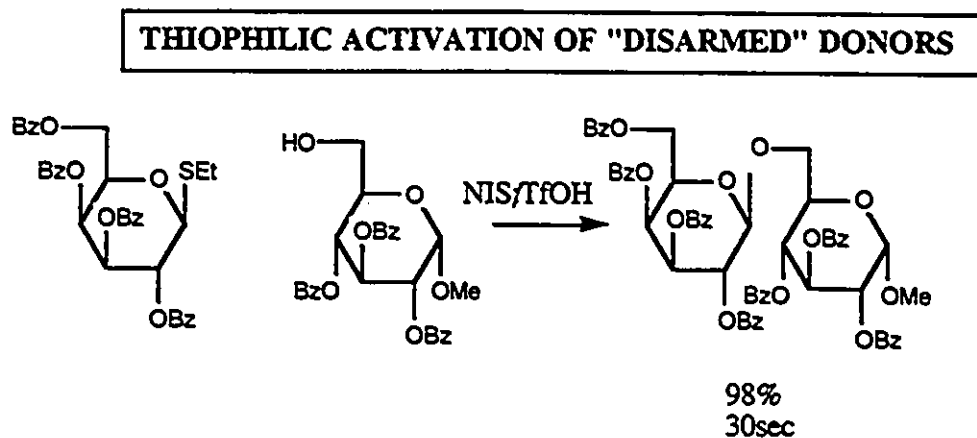 THIOPHILIC ACTIVATION OF "DISARMED" DONORS
BzO
BzO
O
SEt
OBz
OBz
HO
O
OBz
BzO
OMe
OBz
NIS/TfOH
BzO
BzO
O
OBz
OBz
O
O
OBz
BzO
OMe
OBz
98%
30sec